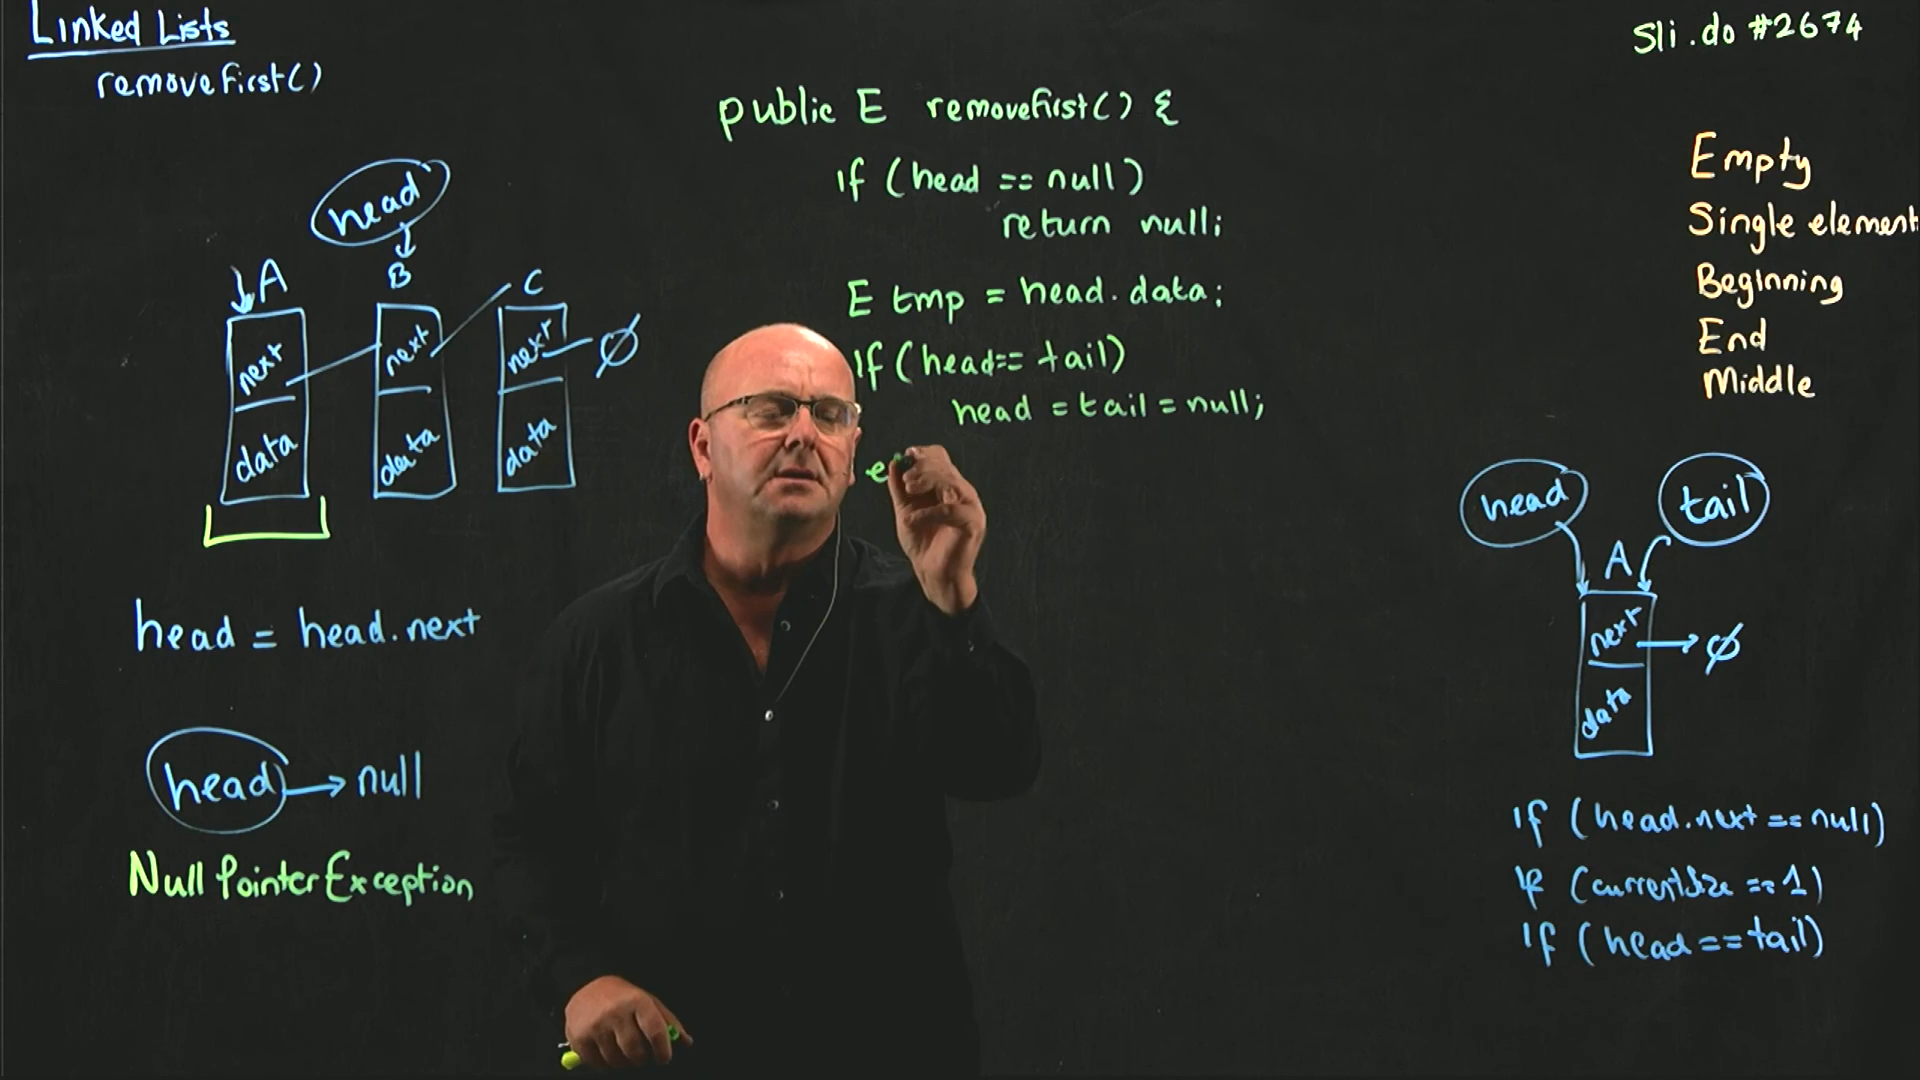 Linked Lists
removeFirst()
head
A
B
C
next
next
next
∅
data
data
data
head = head.next
head → null
NullPointerException
public E removeFirst() {
if (head == null)
return null;
E tmp = head.data;
if (head == tail)
head = tail = null;
e
Sli.do #2674
Empty
Single element
Beginning
End
Middle
head
tail
A
next
∅
data
if (head.next == null)
if (currentSize == 1)
if (head == tail)